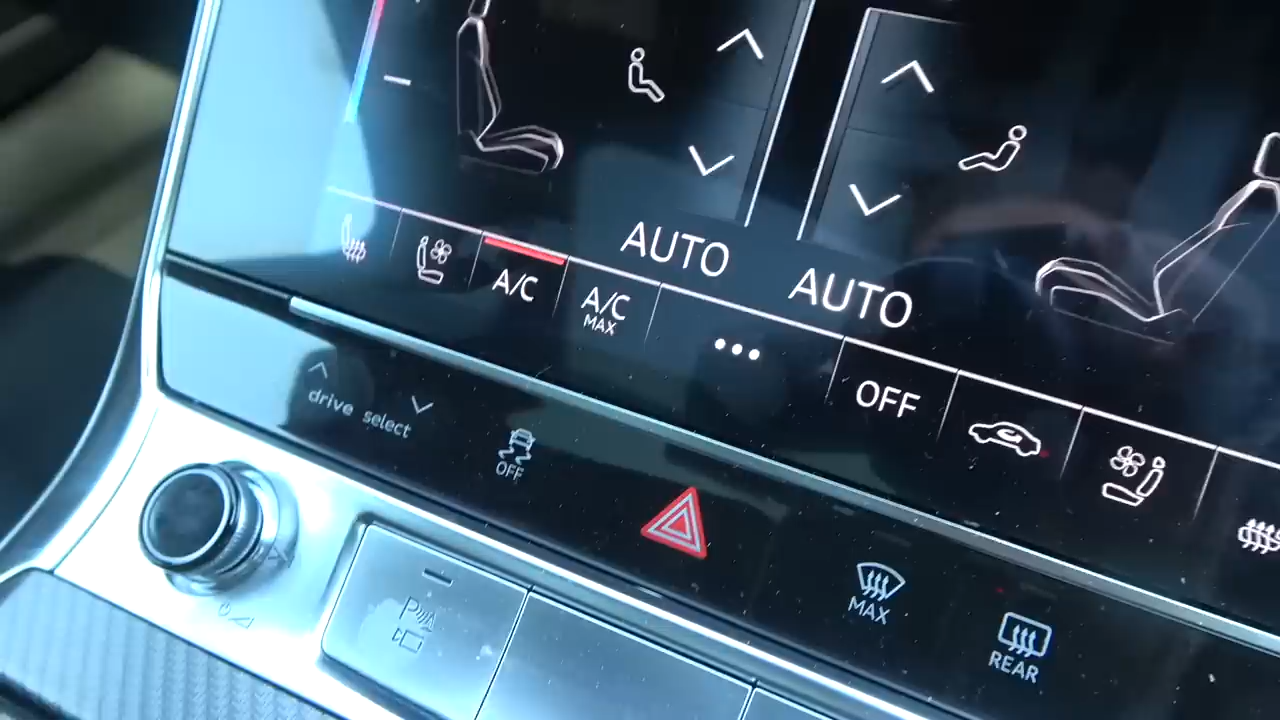 AUTO
AUTO
A/C
A/C
MAX
OFF
drive select
OFF
MAX
REAR
P